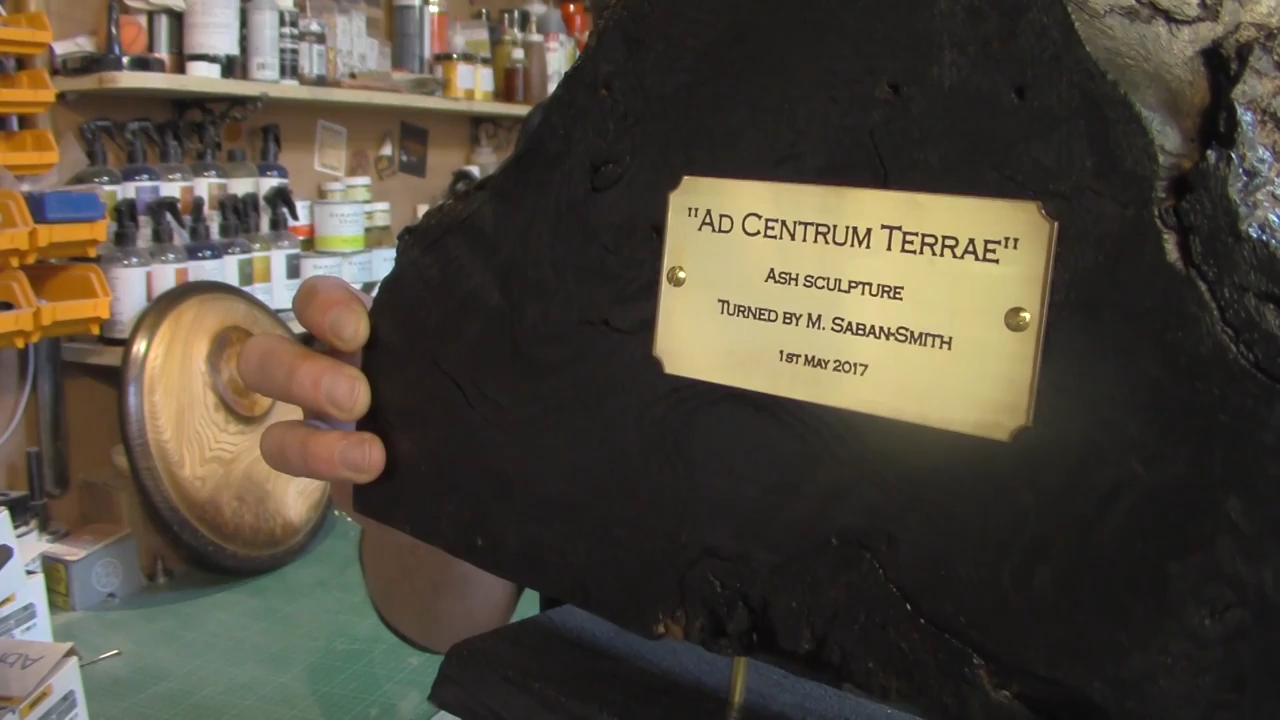 "AD CENTRUM TERRAE"
ASH SCULPTURE
TURNED BY M. SABAN-SMITH
1ST MAY 2017